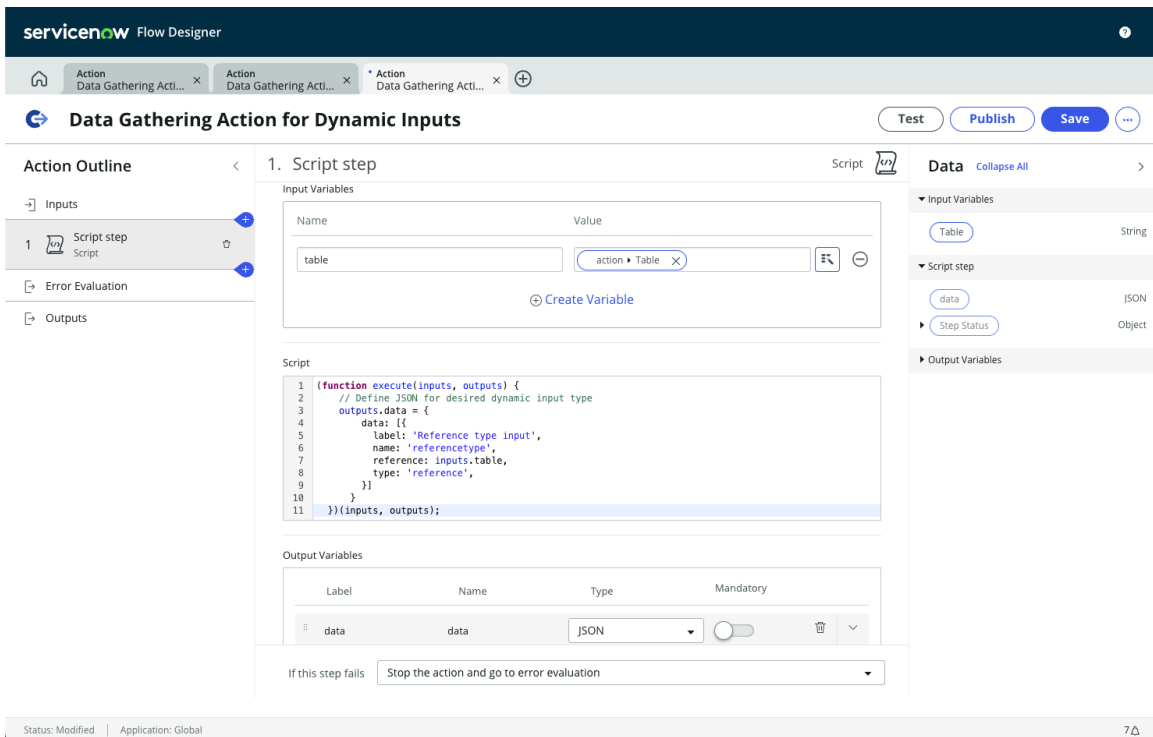 servicenow Flow Designer
Action
Data Gathering Acti...
Action
Data Gathering Acti...
Action
Data Gathering Acti...
Data Gathering Action for Dynamic Inputs
Test
Publish
Save
Action Outline
Inputs
1
Script step
Script
Error Evaluation
Outputs
1. Script step
Script
Input Variables
Name
Value
table
action ▸ Table
Create Variable
Script
1 (function execute(inputs, outputs) {
2 // Define JSON for desired dynamic input type
3 outputs.data = {
4 data: [{
5 label: 'Reference type input',
6 name: 'referencetype',
7 reference: inputs.table,
8 type: 'reference',
9 }]
10 }
11 })(inputs, outputs);
Output Variables
Label Name Type Mandatory
data data JSON
If this step fails Stop the action and go to error evaluation
Data Collapse All
Input Variables
Table String
Script step
data JSON
Step Status Object
Output Variables
Status: Modified Application: Global
7